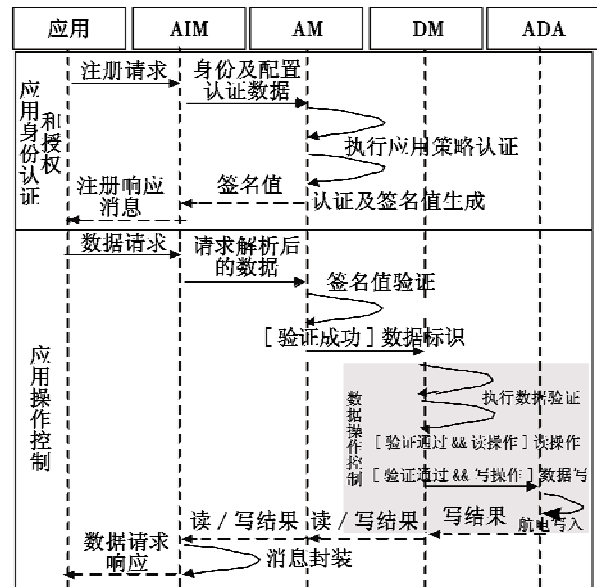 应用
AIM
AM
DM
ADA
应用身份认证
和授权
注册请求
身份及配置
认证数据
执行应用策略认证
签名值
认证及签名值生成
注册响应
消息
应用操作控制
数据请求
请求解析后
的数据
签名值验证
[ 验证成功 ] 数据标识
数据操作控制
执行数据验证
[ 验证通过 && 读操作 ] 读操作
[ 验证通过 && 写操作 ] 数据写
航电写入
写结果
读 / 写结果
读 / 写结果
消息封装
数据请求
响应